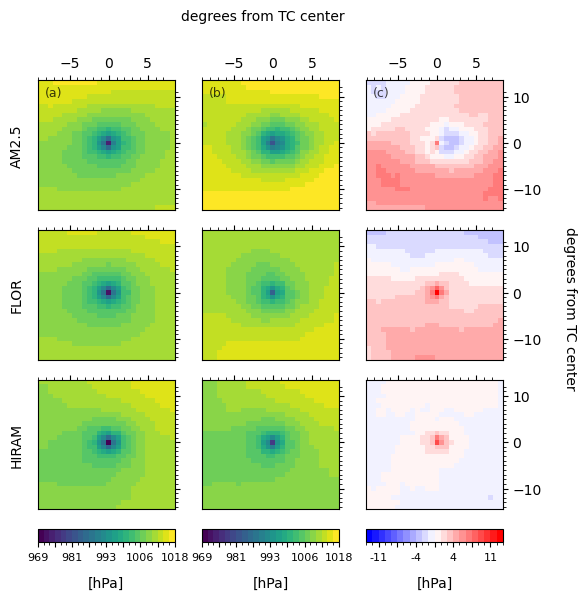 degrees from TC center
−5 0 5 −5 0 5 −5 0 5
(a) (b) (c)
AM2.5
10
0
−10
FLOR
10
0
−10
degrees from TC center
HIRAM
10
0
−10
969 981 993 1006 1018 969 981 993 1006 1018 -11 -4 4 11
[hPa] [hPa] [hPa]